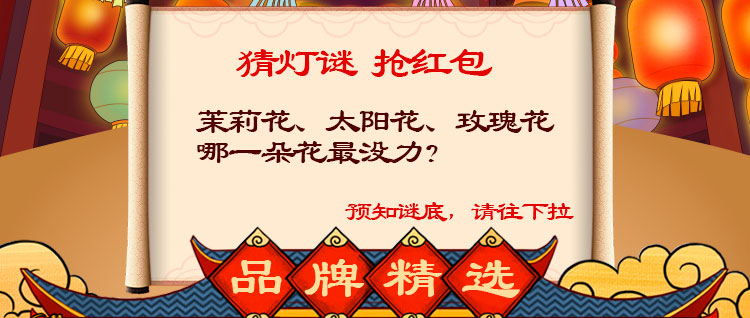 猜灯谜 抢红包
茉莉花、太阳花、玫瑰花
哪一朵花最没力?
预知谜底，请往下拉
品牌精选